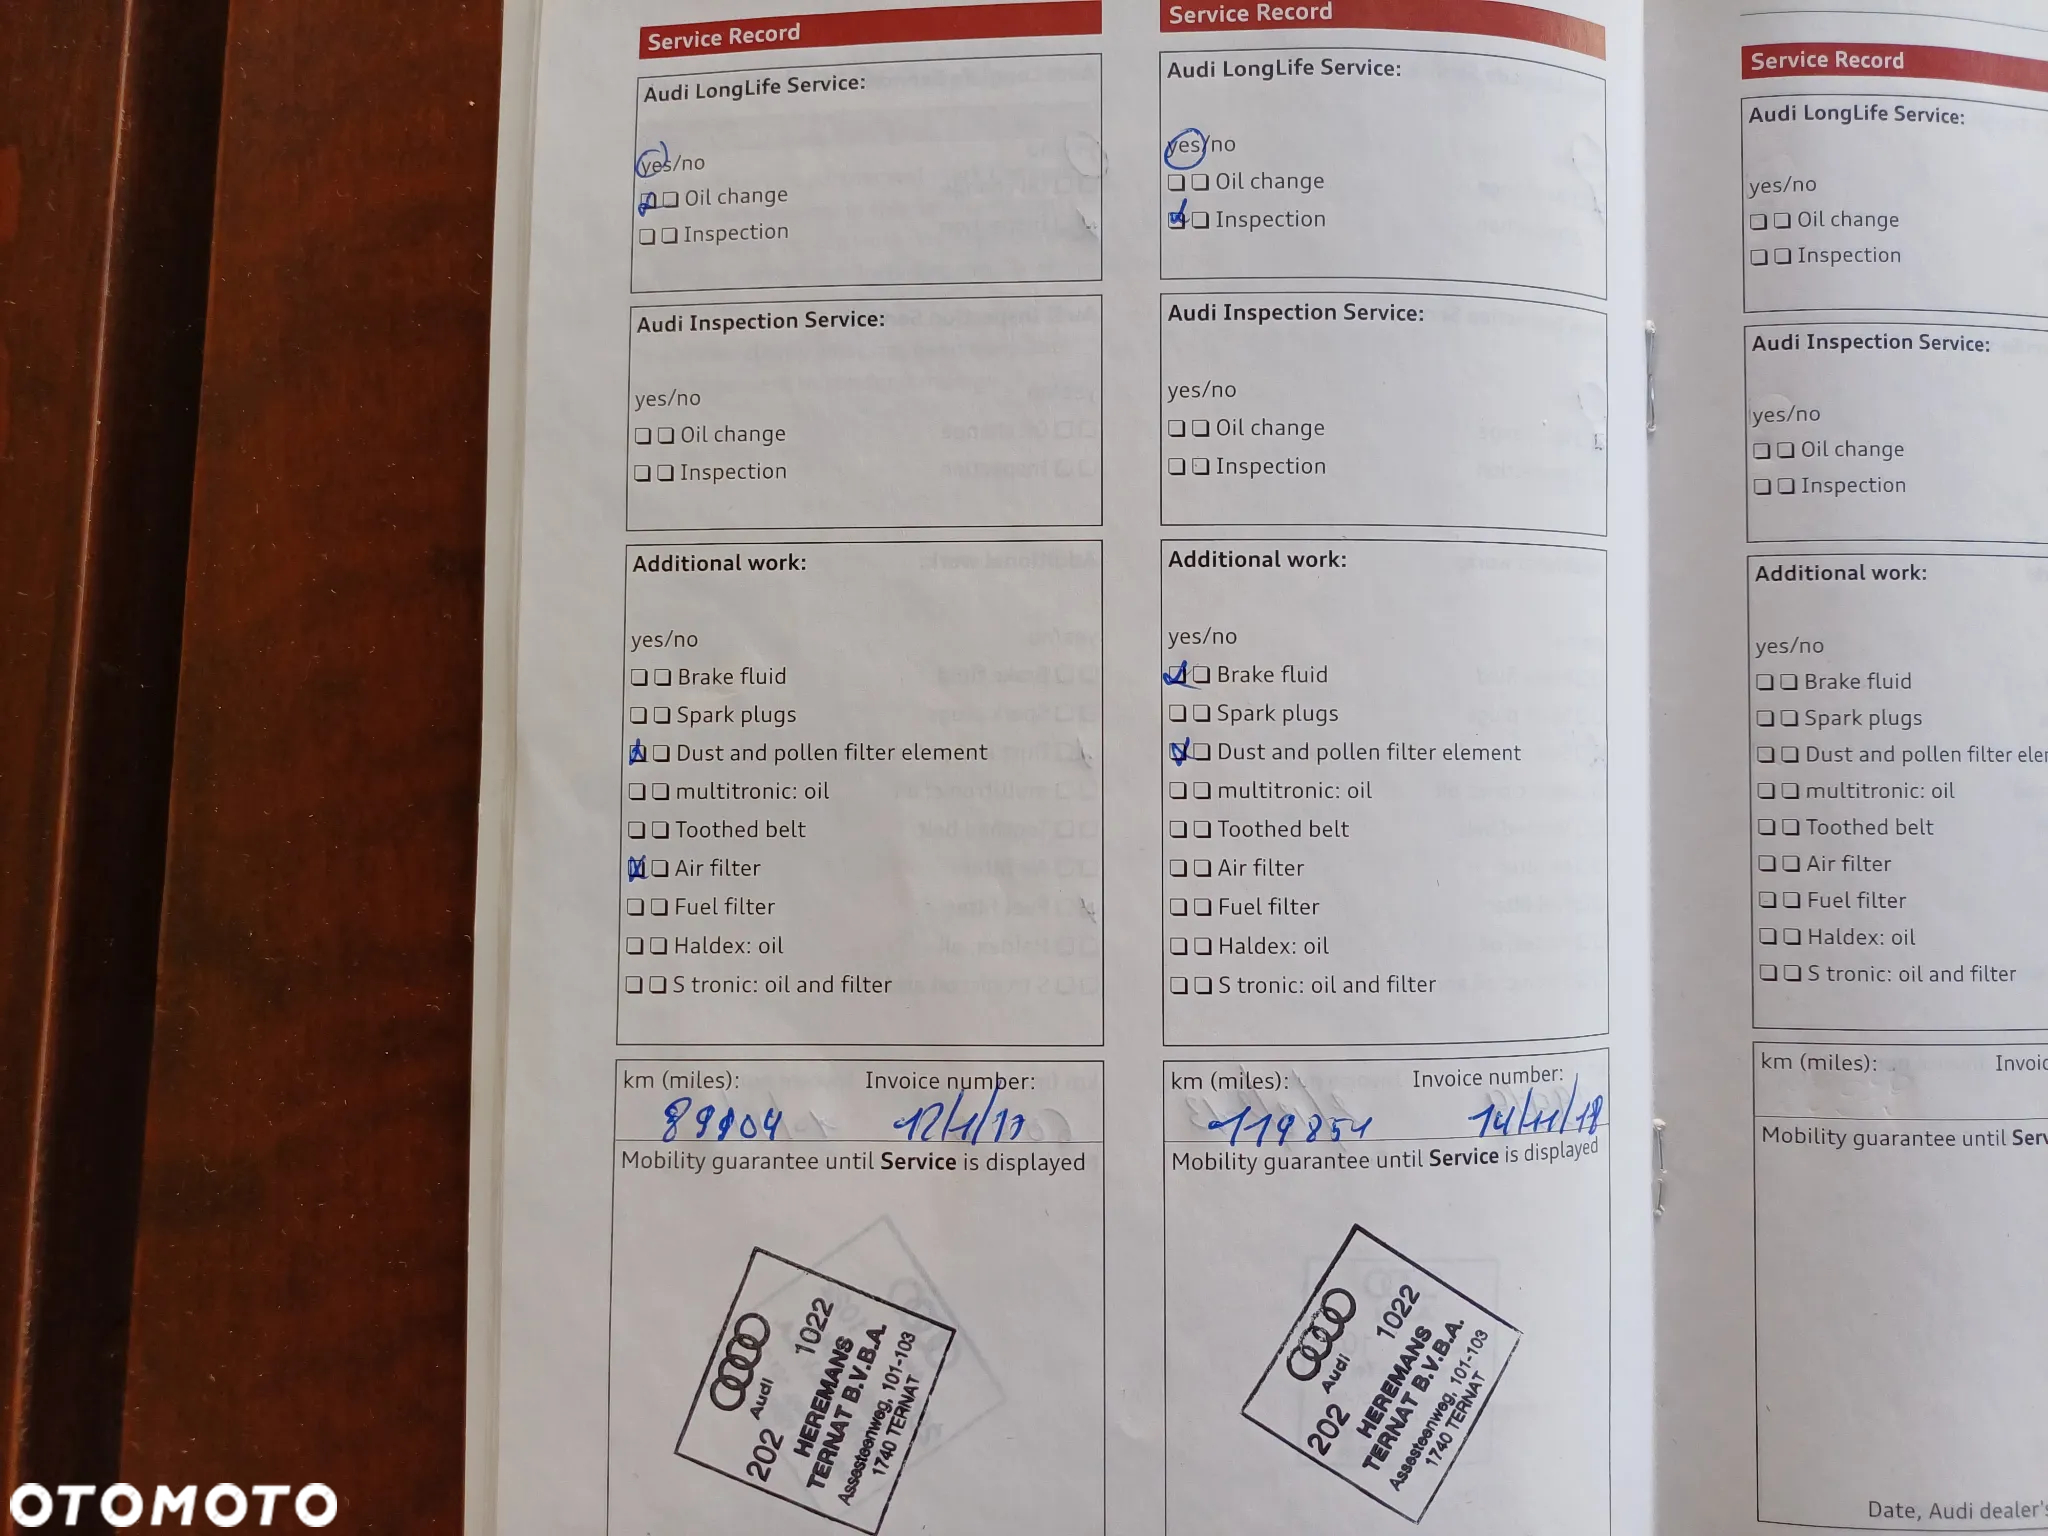 Service Record
Audi LongLife Service:
yes/no
Oil change
Inspection
Audi Inspection Service:
yes/no
Oil change
Inspection
Additional work:
yes/no
Brake fluid
Spark plugs
Dust and pollen filter element
multitronic: oil
Toothed belt
Air filter
Fuel filter
Haldex: oil
S tronic: oil and filter
km (miles): Invoice number:
Mobility guarantee until Service is displayed
Audi
202 1022
HEREMANS
TERNAT B.V.B.A.
Assesteenweg, 101-103
1740 TERNAT
Service Record
Audi LongLife Service:
yes/no
Oil change
Inspection
Audi Inspection Service:
yes/no
Oil change
Inspection
Additional work:
yes/no
Brake fluid
Spark plugs
Dust and pollen filter element
multitronic: oil
Toothed belt
Air filter
Fuel filter
Haldex: oil
S tronic: oil and filter
km (miles): Invoice number:
119851 14/11/18
Mobility guarantee until Service is displayed
Audi
202 1022
HEREMANS
TERNAT B.V.B.A.
Assesteenweg, 101-103
1740 TERNAT
Service Record
Audi LongLife Service:
yes/no
Oil change
Inspection
Audi Inspection Service:
yes/no
Oil change
Inspection
Additional work:
yes/no
Brake fluid
Spark plugs
Dust and pollen filter eler
multitronic: oil
Toothed belt
Air filter
Fuel filter
Haldex: oil
S tronic: oil and filter
km (miles): Invoic
Mobility guarantee until Serv
Date, Audi dealer's
OTOMOTO